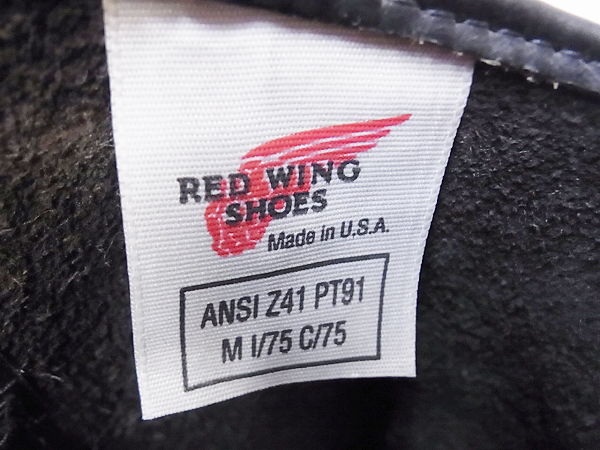 RED WING
SHOES
Made in U.S.A.
ANSI Z41 PT91
M I/75 C/75